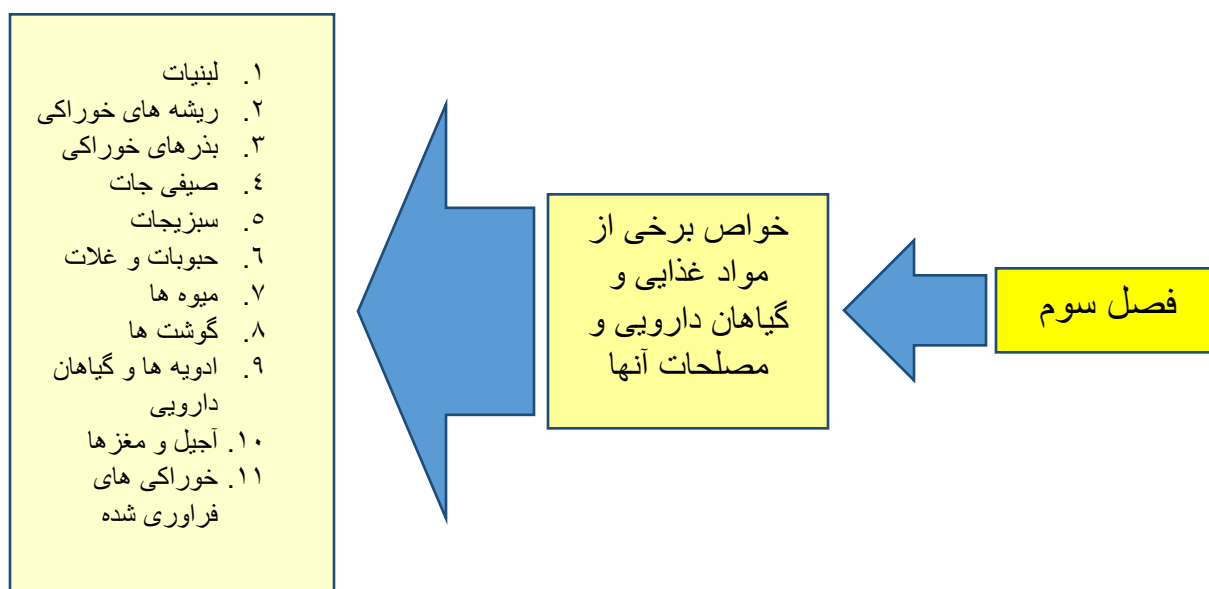 فصل سوم
خواص برخی از
مواد غذایی و
گیاهان دارویی و
مصلحات آنها
۱. لبنیات
۲. ریشه های خوراکی
۳. بذرهای خوراکی
٤. صیفی جات
٥. سبزیجات
٦. حبوبات و غلات
۷. میوه ها
۸. گوشت ها
۹. ادویه ها و گیاهان
دارویی
۱۰. آجیل و مغزها
۱۱. خوراکی های
فراوری شده